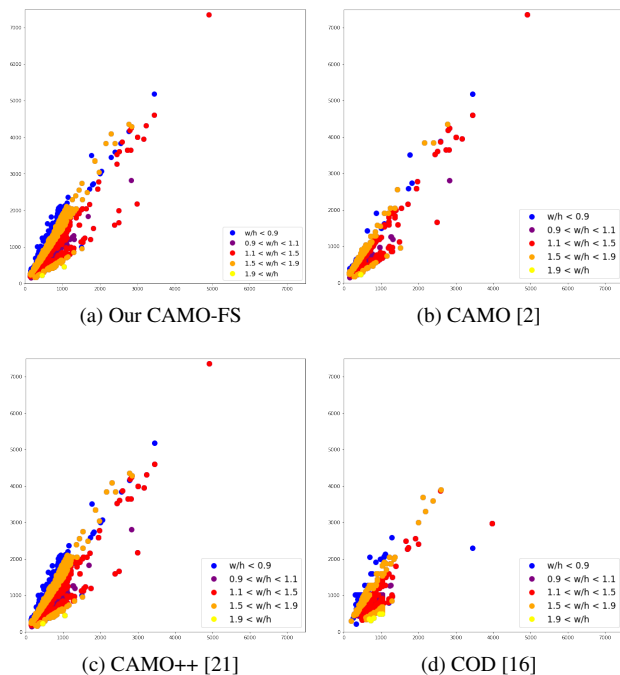 7000
6000
5000
4000
3000
2000
1000
0
0 1000 2000 3000 4000 5000 6000 7000
w/h < 0.9
0.9 < w/h < 1.1
1.1 < w/h < 1.5
1.5 < w/h < 1.9
1.9 < w/h
(a) Our CAMO-FS
7000
6000
5000
4000
3000
2000
1000
0
0 1000 2000 3000 4000 5000 6000 7000
w/h < 0.9
0.9 < w/h < 1.1
1.1 < w/h < 1.5
1.5 < w/h < 1.9
1.9 < w/h
(b) CAMO [2]
7000
6000
5000
4000
3000
2000
1000
0
0 1000 2000 3000 4000 5000 6000 7000
w/h < 0.9
0.9 < w/h < 1.1
1.1 < w/h < 1.5
1.5 < w/h < 1.9
1.9 < w/h
(c) CAMO++ [21]
7000
6000
5000
4000
3000
2000
1000
0
0 1000 2000 3000 4000 5000 6000 7000
w/h < 0.9
0.9 < w/h < 1.1
1.1 < w/h < 1.5
1.5 < w/h < 1.9
1.9 < w/h
(d) COD [16]